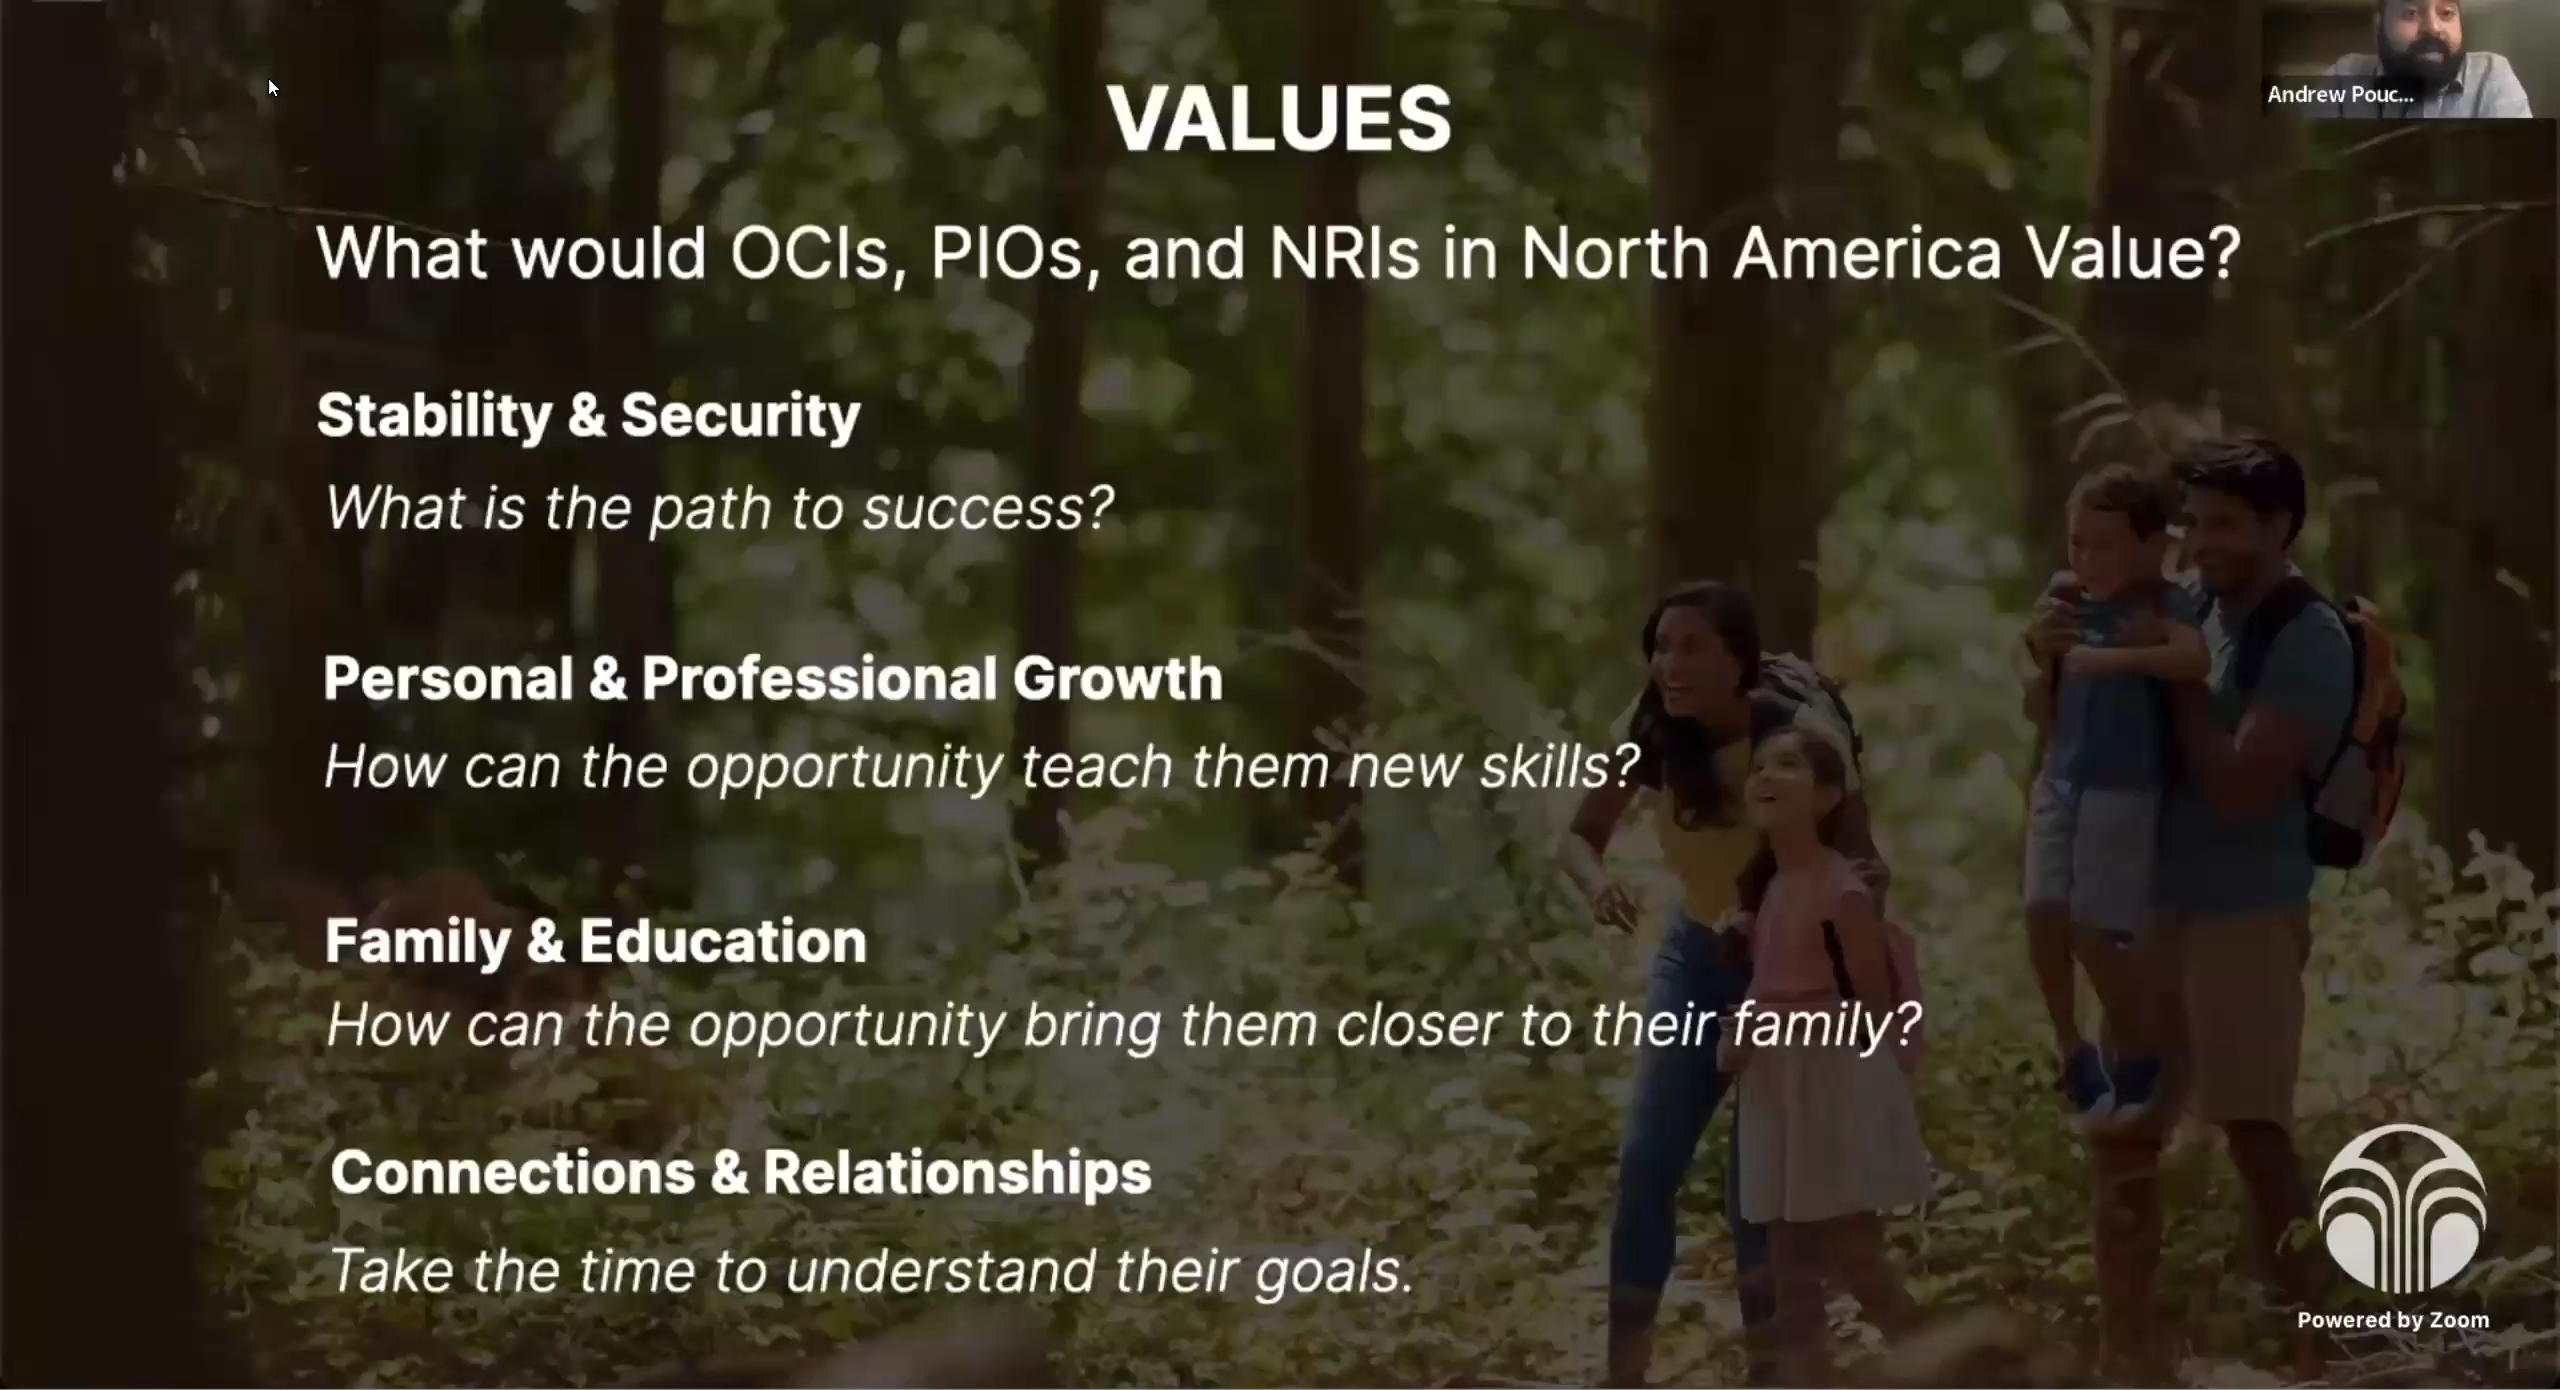 VALUES
Andrew Pouc...
What would OCIs, PIOs, and NRIs in North America Value?
Stability & Security
What is the path to success?
Personal & Professional Growth
How can the opportunity teach them new skills?
Family & Education
How can the opportunity bring them closer to their family?
Connections & Relationships
Take the time to understand their goals.
Powered by Zoom